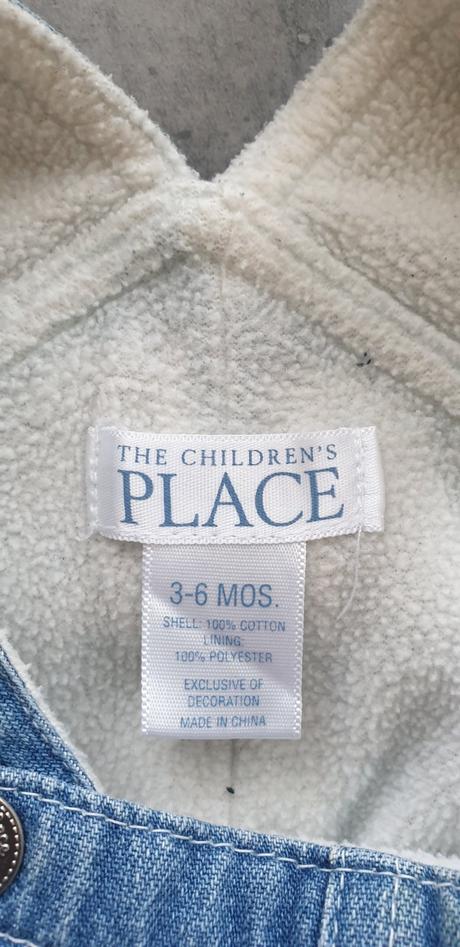 THE CHILDREN'S
PLACE
3-6 MOS.
SHELL: 100% COTTON
LINING:
100% POLYESTER
EXCLUSIVE OF
DECORATION
MADE IN CHINA